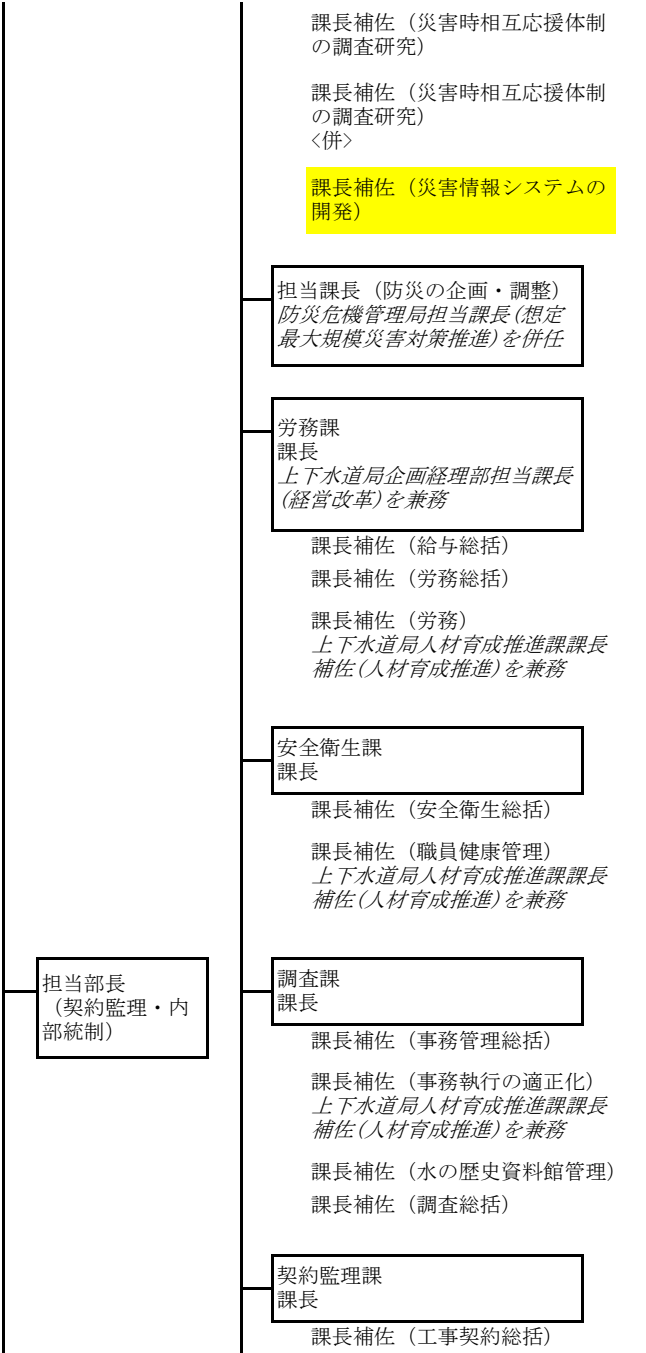 課長補佐（災害時相互応援体制
の調査研究）
課長補佐（災害時相互応援体制
の調査研究）
<併>
課長補佐（災害情報システムの
開発）
担当課長（防災の企画・調整）
防災危機管理局担当課長(想定
最大規模災害対策推進)を併任
労務課
課長
上下水道局企画経理部担当課長
(経営改革)を兼務
課長補佐（給与総括）
課長補佐（労務総括）
課長補佐（労務）
上下水道局人材育成推進課課長
補佐(人材育成推進)を兼務
安全衛生課
課長
課長補佐（安全衛生総括）
課長補佐（職員健康管理）
上下水道局人材育成推進課課長
補佐(人材育成推進)を兼務
担当部長
（契約監理・内
部統制）
調査課
課長
課長補佐（事務管理総括）
課長補佐（事務執行の適正化）
上下水道局人材育成推進課課長
補佐(人材育成推進)を兼務
課長補佐（水の歴史資料館管理）
課長補佐（調査総括）
契約監理課
課長
課長補佐（工事契約総括）